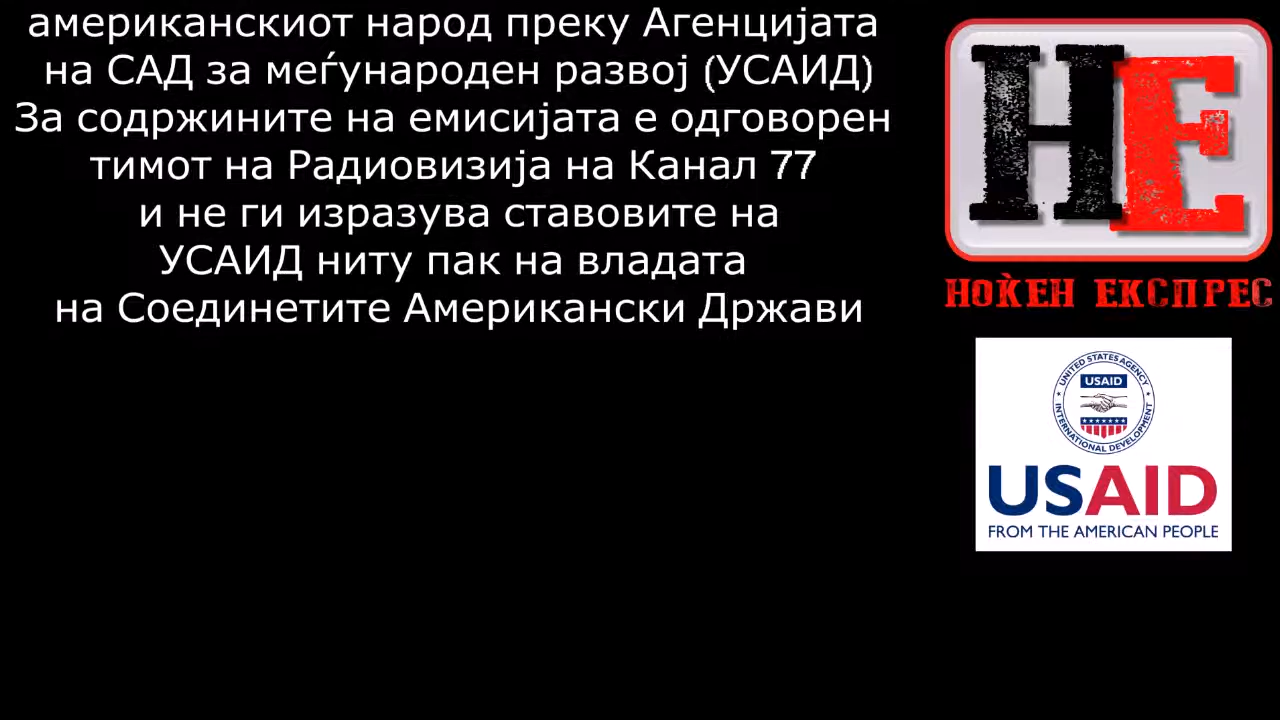 американскиот народ преку Агенцијата
на САД за меѓународен развој (УСАИД)
За содржините на емисијата е одговорен
тимот на Радиовизија на Канал 77
и не ги изразува ставовите на
УСАИД ниту пак на владата
на Соединетите Американски Држави
НЕ
НОЌЕН ЕКСПРЕС
UNITED STATES AGENCY
USAID
INTERNATIONAL DEVELOPMENT
USAID
FROM THE AMERICAN PEOPLE